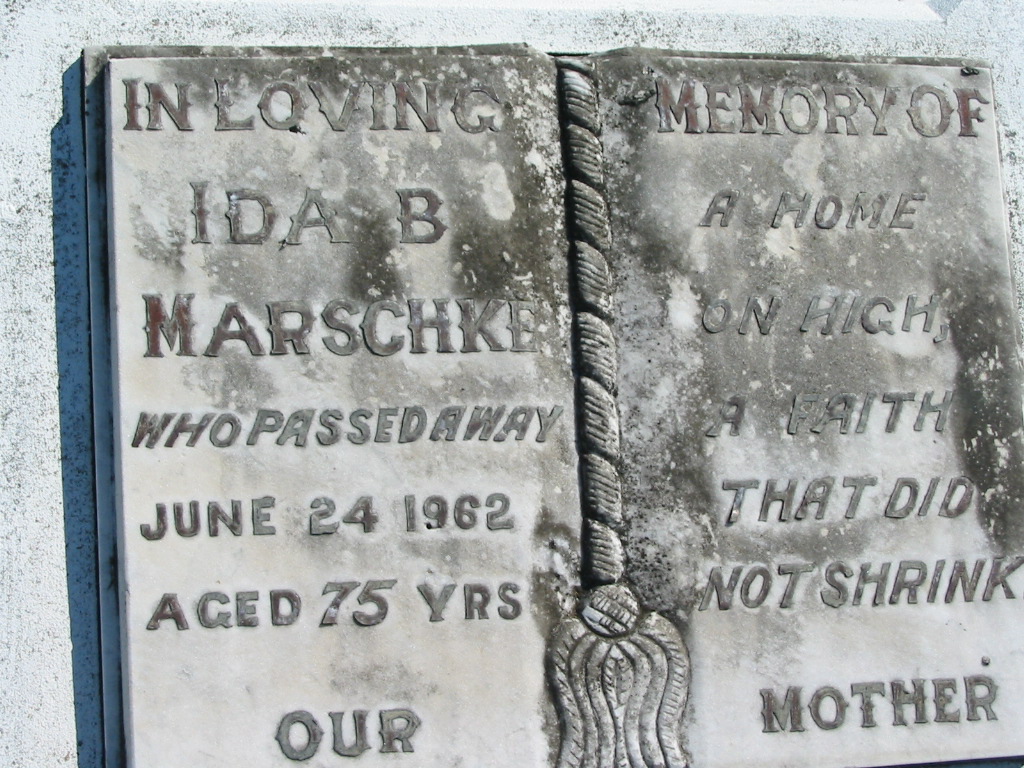 IN LOVING MEMORY OF
IDA B
MARSCHKE
WHO PASSED AWAY
JUNE 24 1962
AGED 75 YRS
A HOME
ON HIGH,
A FAITH
THAT DID
NOT SHRINK
OUR MOTHER